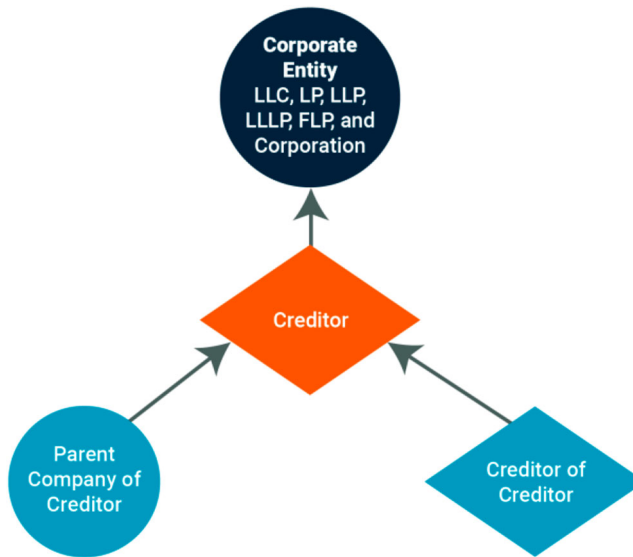 Corporate
Entity
LLC, LP, LLP,
LLLP, FLP, and
Corporation
Creditor
Parent
Company of
Creditor
Creditor of
Creditor